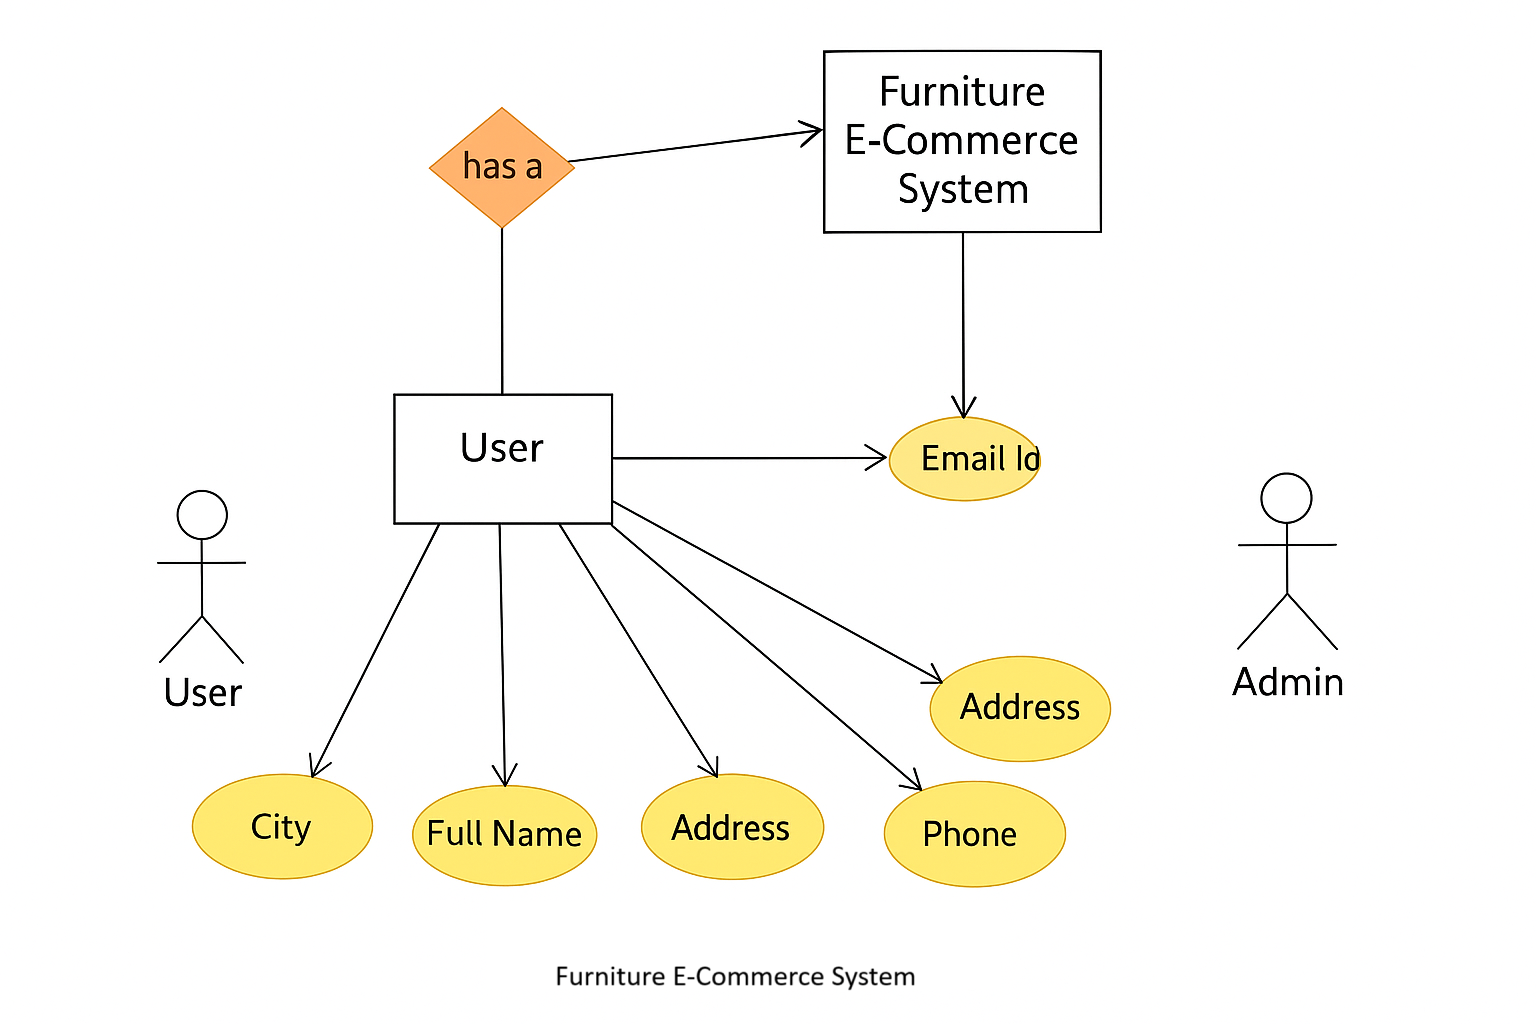 Furniture
E-Commerce
System
has a
User
Email Id
User
Admin
Address
City
Full Name
Address
Phone
Furniture E-Commerce System